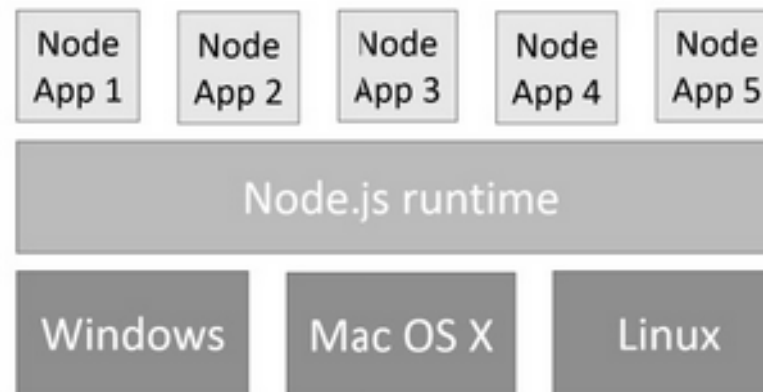 Node
App 1
Node
App 2
Node
App 3
Node
App 4
Node
App 5
Node.js runtime
Windows
Mac OS X
Linux